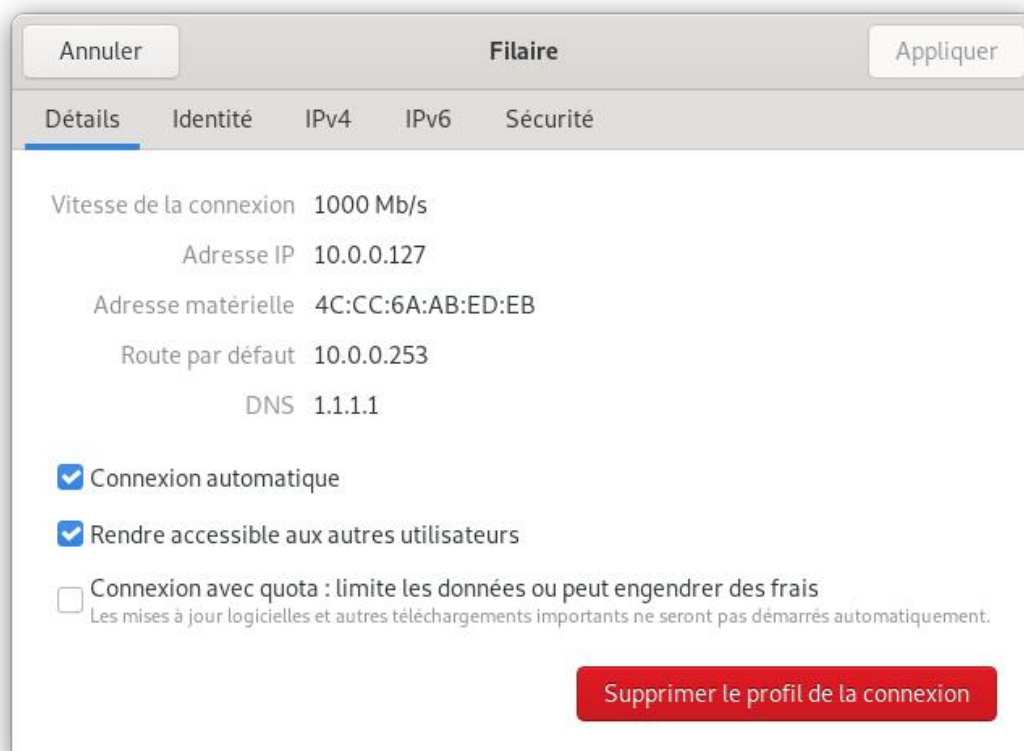 Annuler Filaire Appliquer
Détails Identité IPv4 IPv6 Sécurité
Vitesse de la connexion 1000 Mb/s
Adresse IP 10.0.0.127
Adresse matérielle 4C:CC:6A:AB:ED:EB
Route par défaut 10.0.0.253
DNS 1.1.1.1
Connexion automatique
Rendre accessible aux autres utilisateurs
Connexion avec quota : limite les données ou peut engendrer des frais
Les mises à jour logicielles et autres téléchargements importants ne seront pas démarrés automatiquement.
Supprimer le profil de la connexion